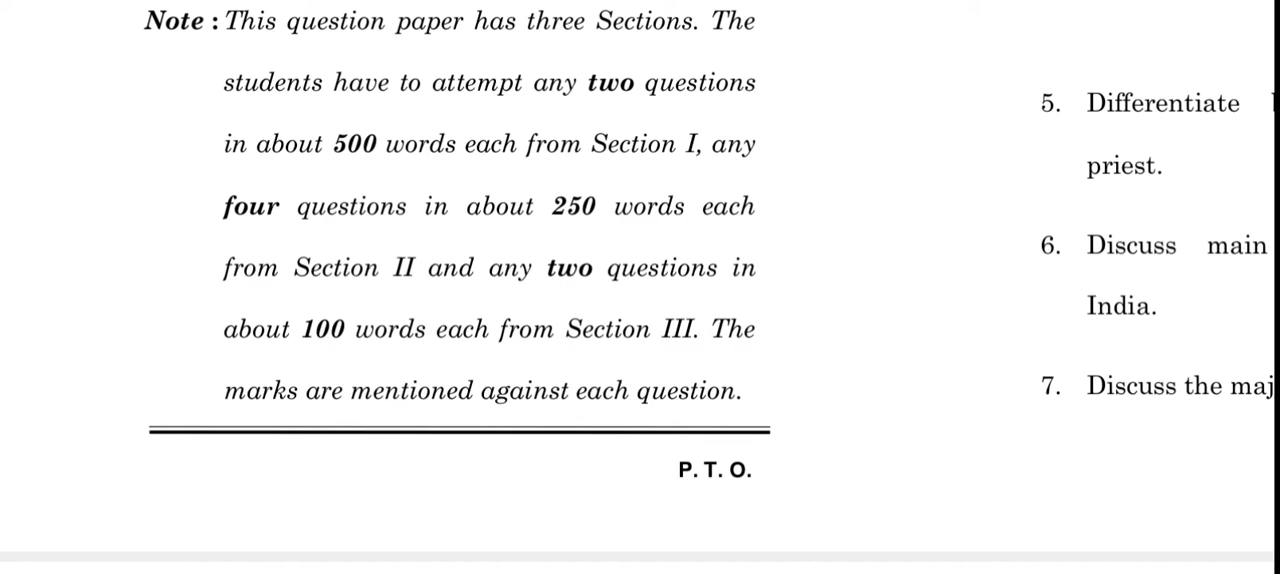 Note : This question paper has three Sections. The
students have to attempt any two questions
in about 500 words each from Section I, any
four questions in about 250 words each
from Section II and any two questions in
about 100 words each from Section III. The
marks are mentioned against each question.
P. T. O.
5. Differentiate
priest.
6. Discuss main
India.
7. Discuss the